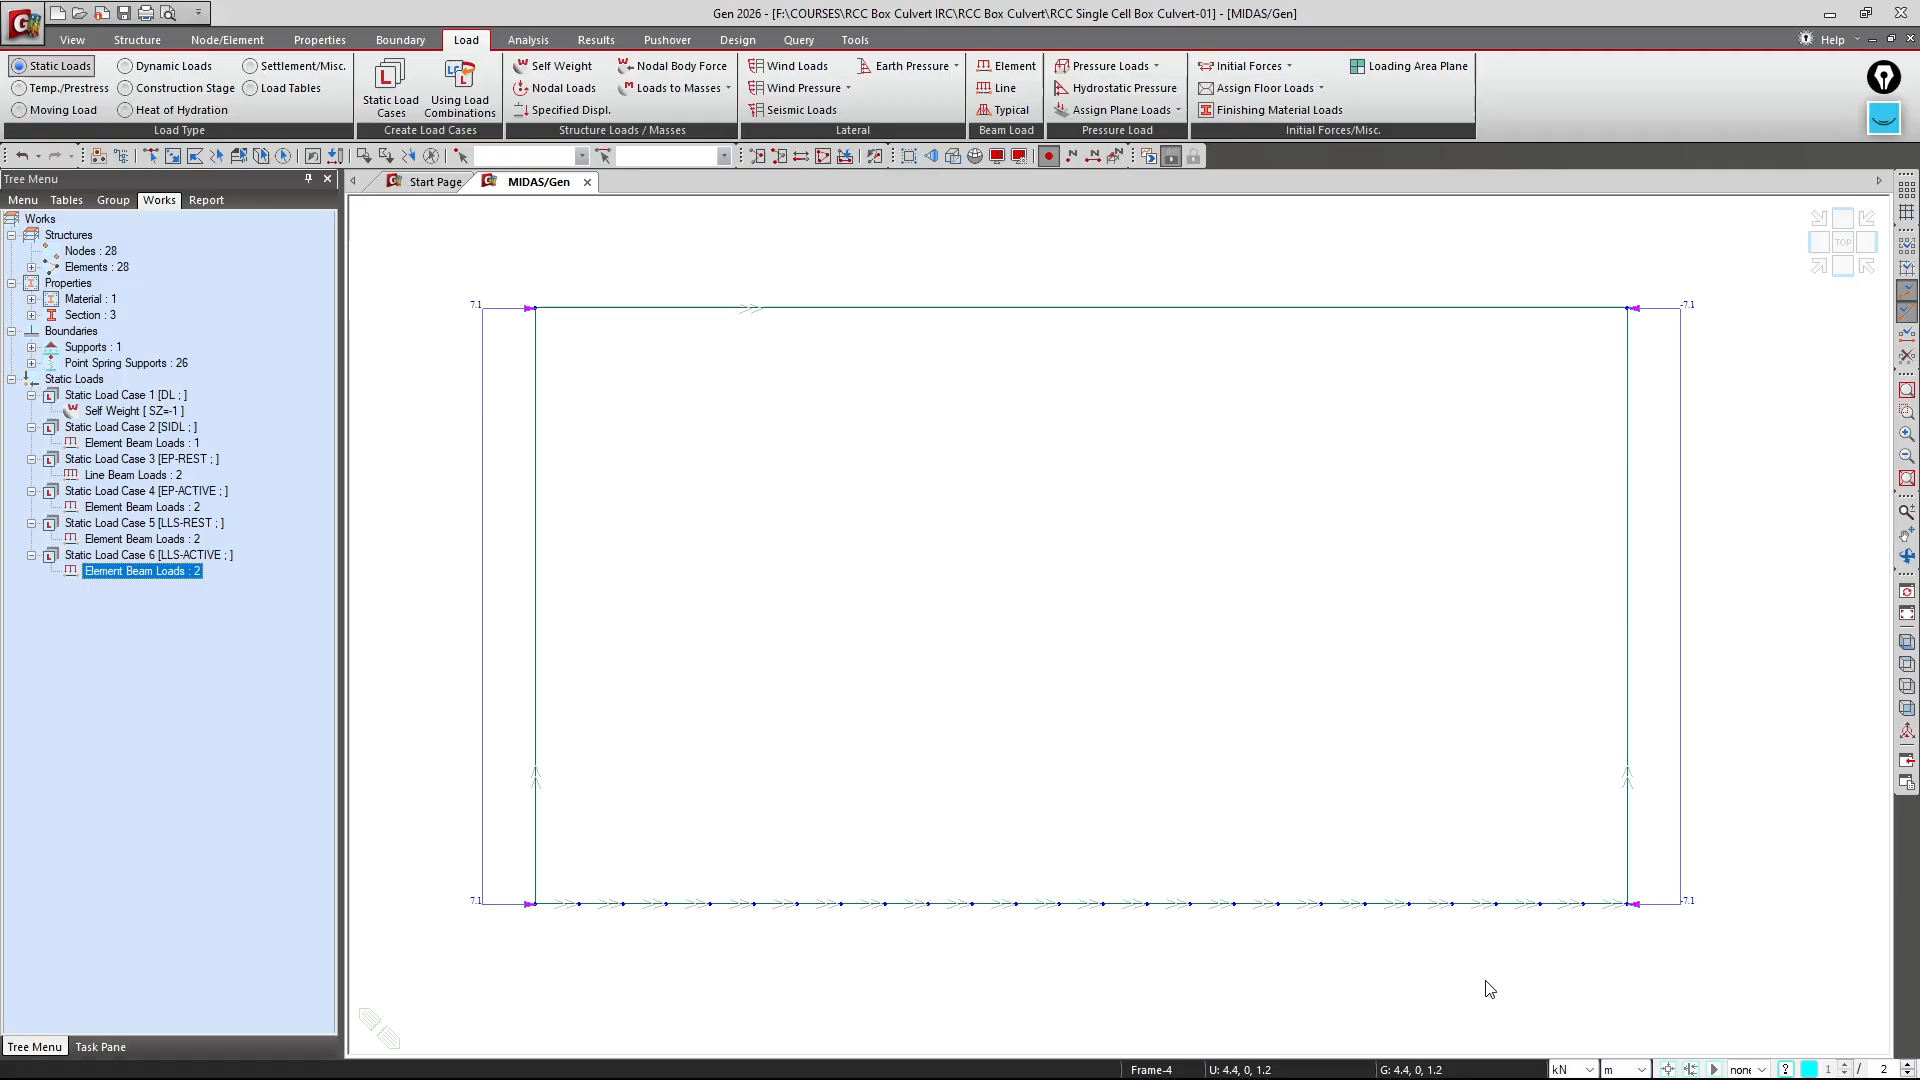 Gen 2026 - [F:\COURSES\RCC Box Culvert IRC\RCC Box Culvert\RCC Single Cell Box Culvert-01] - [MIDAS/Gen]
View Structure Node/Element Properties Boundary Load Analysis Results Pushover Design Query Tools Help
Static Loads Dynamic Loads Settlement/Misc.
Temp./Prestress Construction Stage Load Tables
Moving Load Heat of Hydration
Load Type
Static Load Cases
Using Load Combinations
Create Load Cases
Self Weight Nodal Body Force
Nodal Loads Loads to Masses
Specified Displ.
Structure Loads / Masses
Wind Loads Earth Pressure
Wind Pressure
Seismic Loads
Lateral
Element
Line
Typical
Beam Load
Pressure Loads
Hydrostatic Pressure
Assign Plane Loads
Pressure Load
Initial Forces Loading Area Plane
Assign Floor Loads
Finishing Material Loads
Initial Forces/Misc.
Tree Menu
Menu Tables Group Works Report
Start Page MIDAS/Gen
Works
Structures
Nodes : 28
Elements : 28
Properties
Material : 1
Section : 3
Boundaries
Supports : 1
Point Spring Supports : 26
Static Loads
Static Load Case 1 [DL ; ]
Self Weight [ SZ=-1 ]
Static Load Case 2 [SIDL ; ]
Element Beam Loads : 1
Static Load Case 3 [EP-REST ; ]
Line Beam Loads : 2
Static Load Case 4 [EP-ACTIVE ; ]
Element Beam Loads : 2
Static Load Case 5 [LLS-REST ; ]
Element Beam Loads : 2
Static Load Case 6 [LLS-ACTIVE ; ]
Element Beam Loads : 2
TOP
7.1 -7.1
7.1 -7.1
Tree Menu Task Pane
Frame-4 U: 4.4, 0, 1.2 G: 4.4, 0, 1.2 kN m none ? 1 / 2